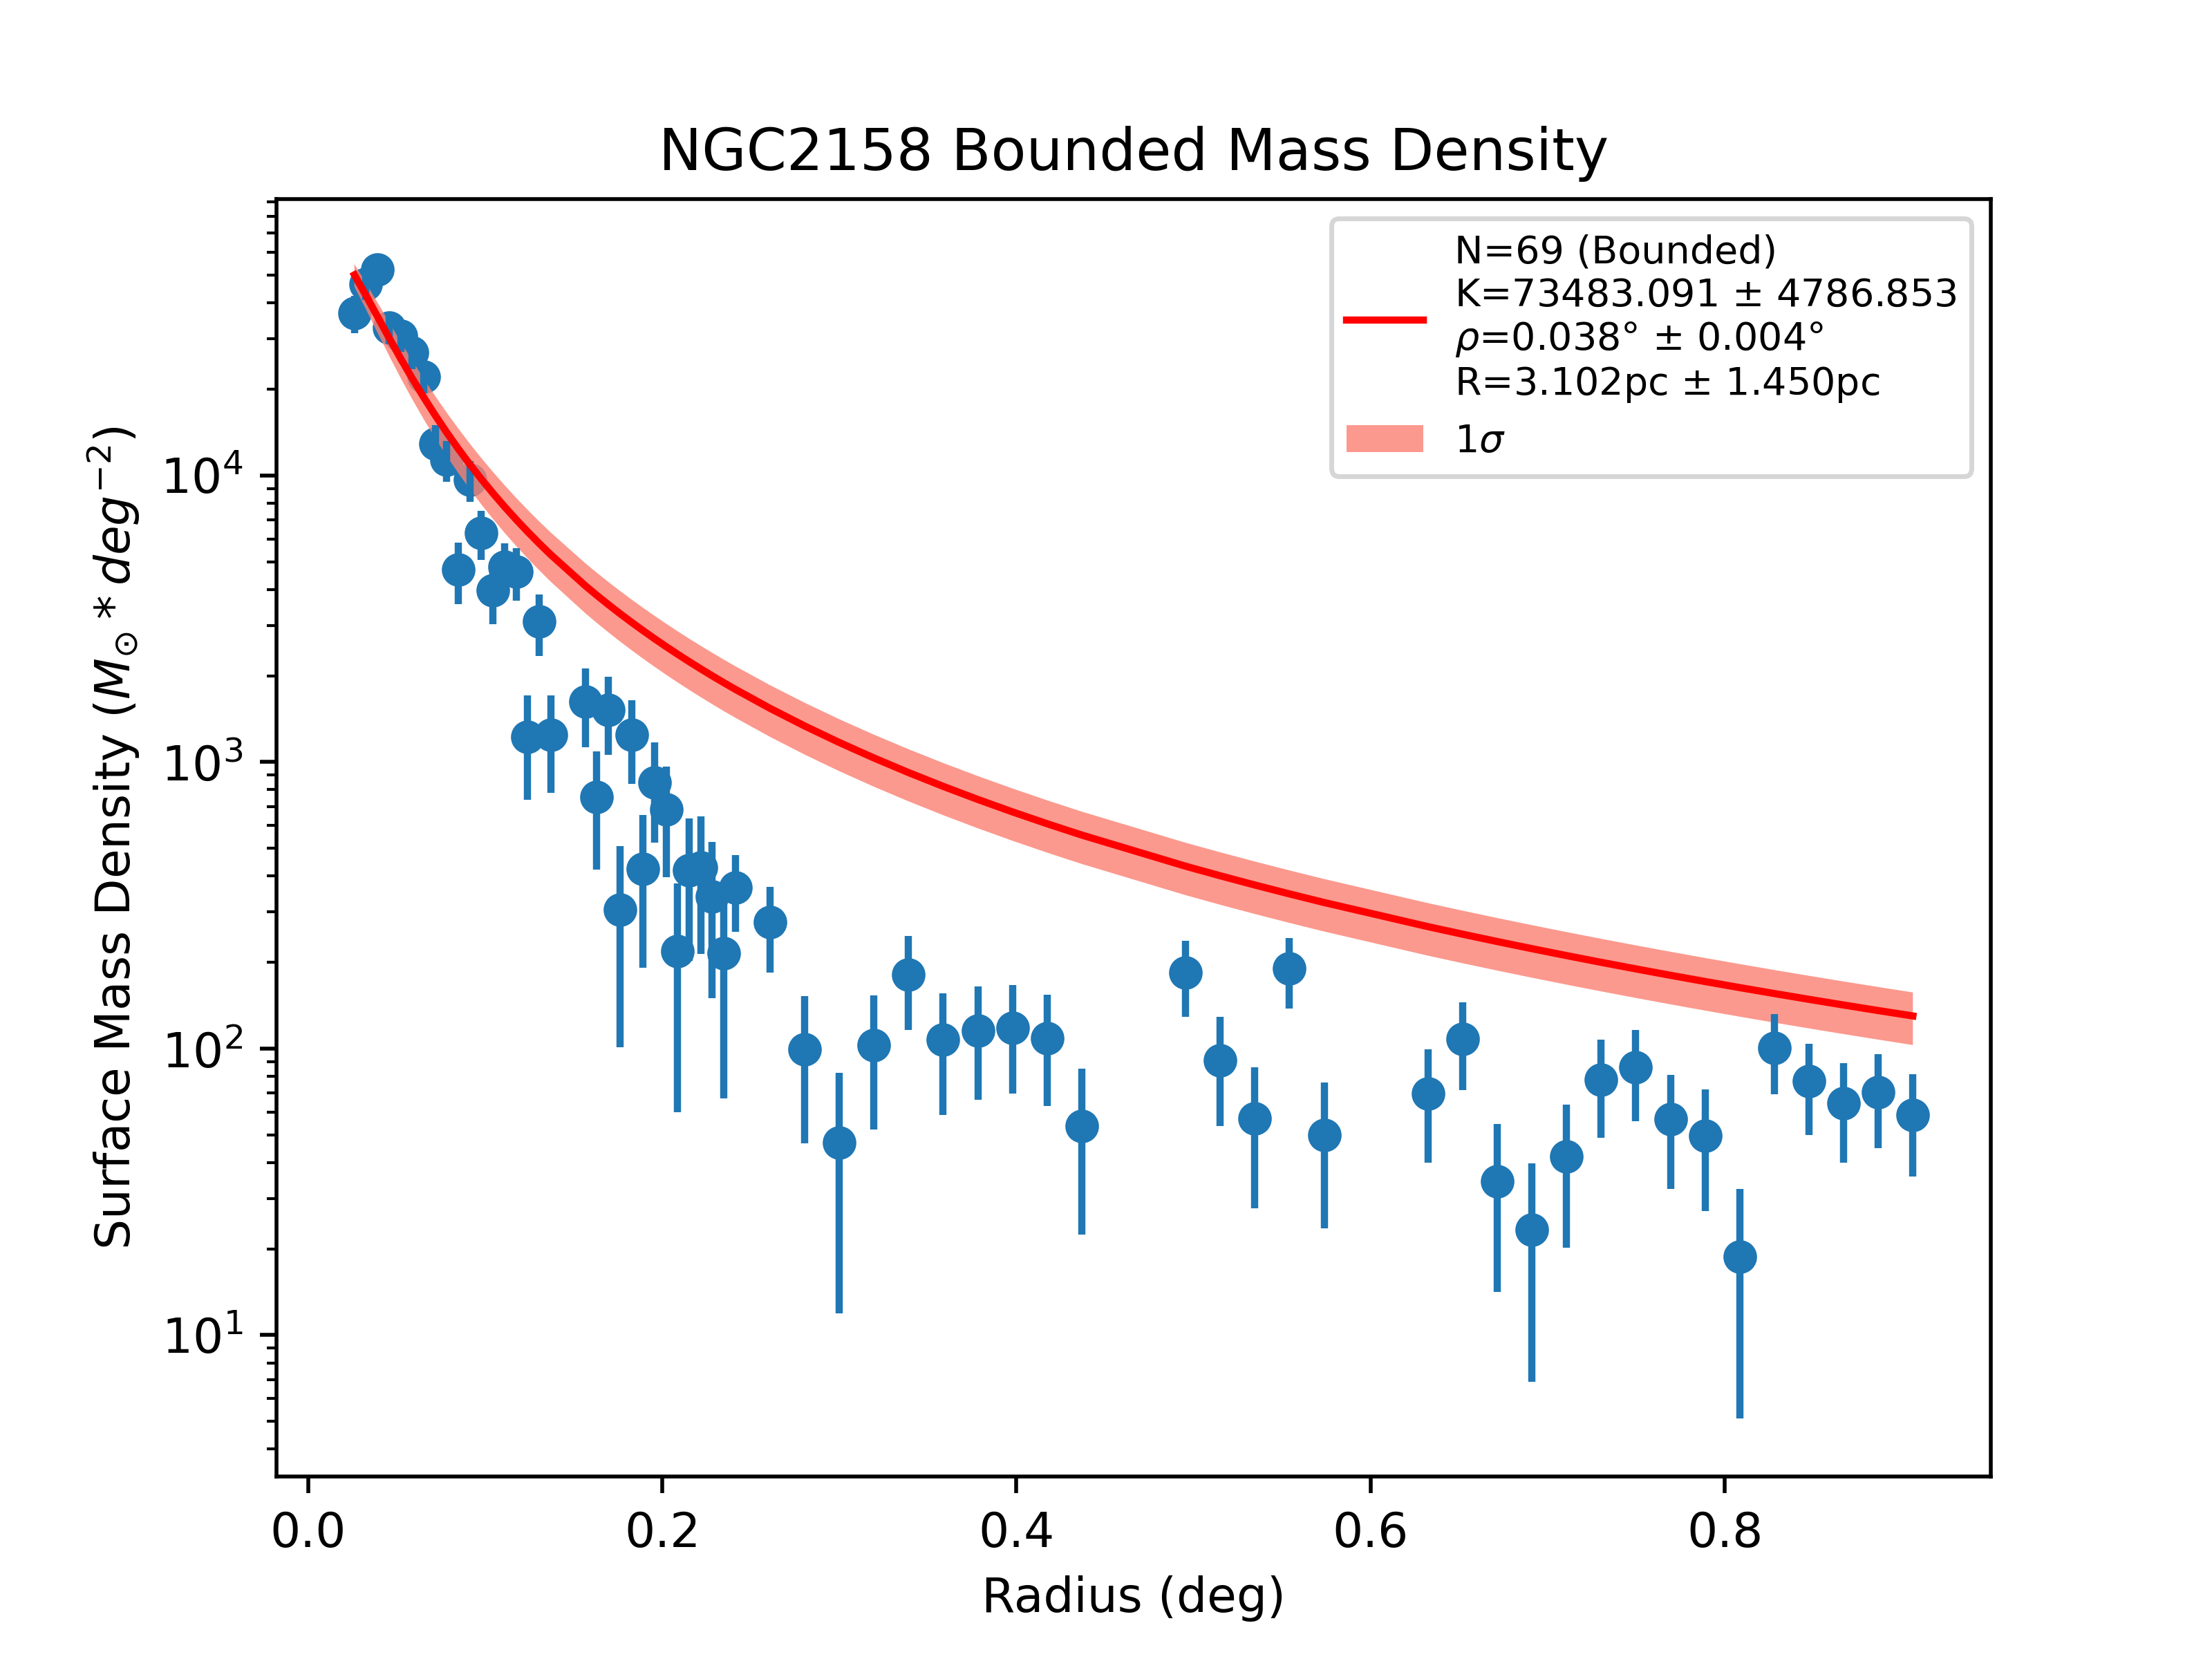 NGC2158 Bounded Mass Density
N=69 (Bounded)
K=73483.091 ± 4786.853
ρ=0.038° ± 0.004°
R=3.102pc ± 1.450pc
1σ
Surface Mass Density (M⊙ * deg⁻²)
10⁴
10³
10²
10¹
0.0 0.2 0.4 0.6 0.8
Radius (deg)